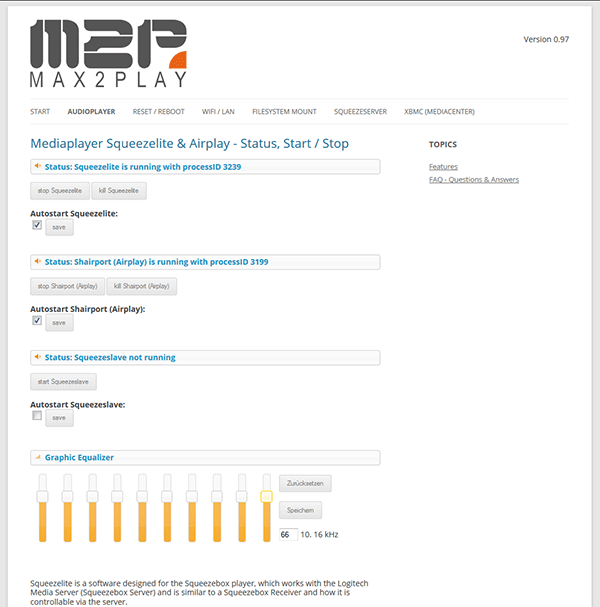 M2P
MAX2PLAY
Version 0.97
START AUDIOPLAYER RESET / REBOOT WIFI / LAN FILESYSTEM MOUNT SQUEEZESERVER XBMC (MEDIACENTER)
Mediaplayer Squeezelite & Airplay - Status, Start / Stop
Status: Squeezelite is running with processID 3239
stop Squeezelite kill Squeezelite
Autostart Squeezelite:
save
Status: Shairport (Airplay) is running with processID 3199
stop Shairport (Airplay) kill Shairport (Airplay)
Autostart Shairport (Airplay):
save
Status: Squeezeslave not running
start Squeezeslave
Autostart Squeezeslave:
save
Graphic Equalizer
Zurücksetzen
Speichern
66 10. 16 kHz
Squeezelite is a software designed for the Squeezebox player, which works with the Logitech
Media Server (Squeezebox Server) and is similar to a Squeezebox Receiver and how it is
controllable via the server.
TOPICS
Features
FAQ - Questions & Answers